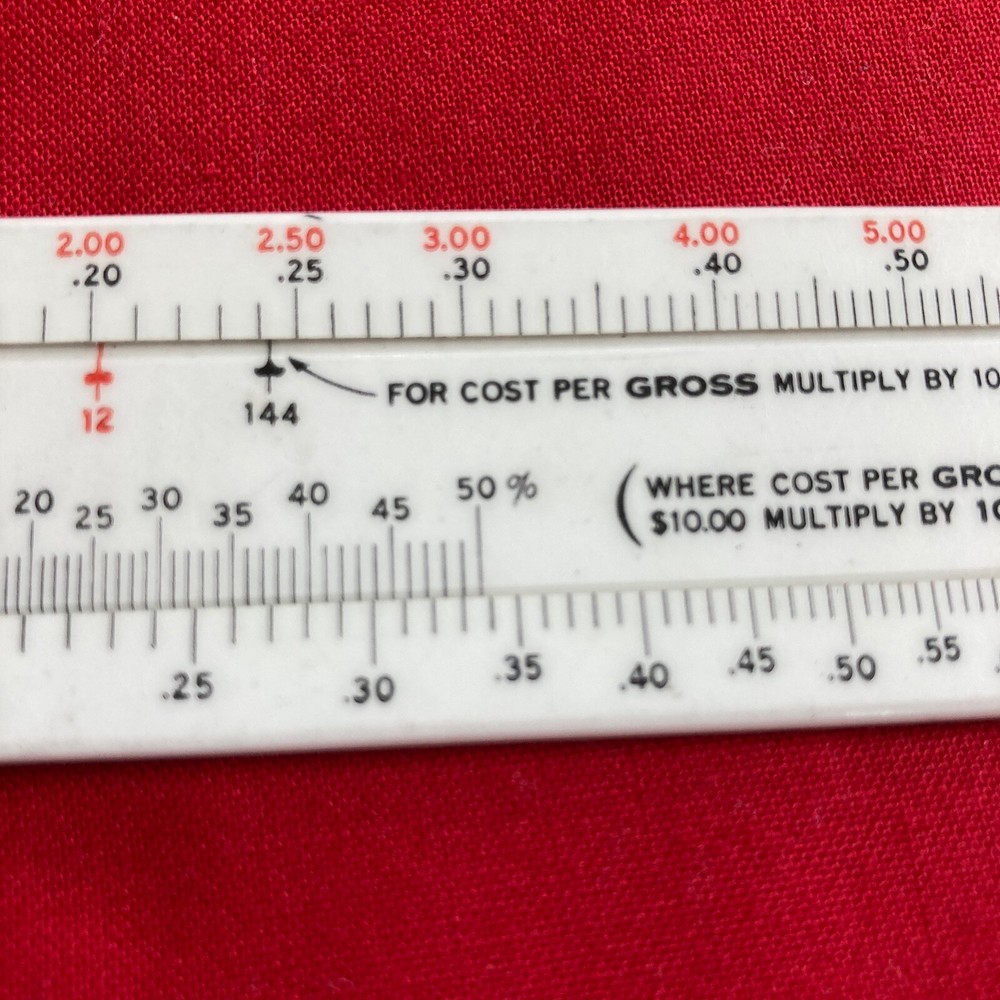 2.00 2.50 3.00 4.00 5.00
.20 .25 .30 .40 .50
12 144 FOR COST PER GROSS MULTIPLY BY 10
20 25 30 35 40 45 50 %
(WHERE COST PER GRO
$10.00 MULTIPLY BY 10
.25 .30 .35 .40 .45 .50 .55